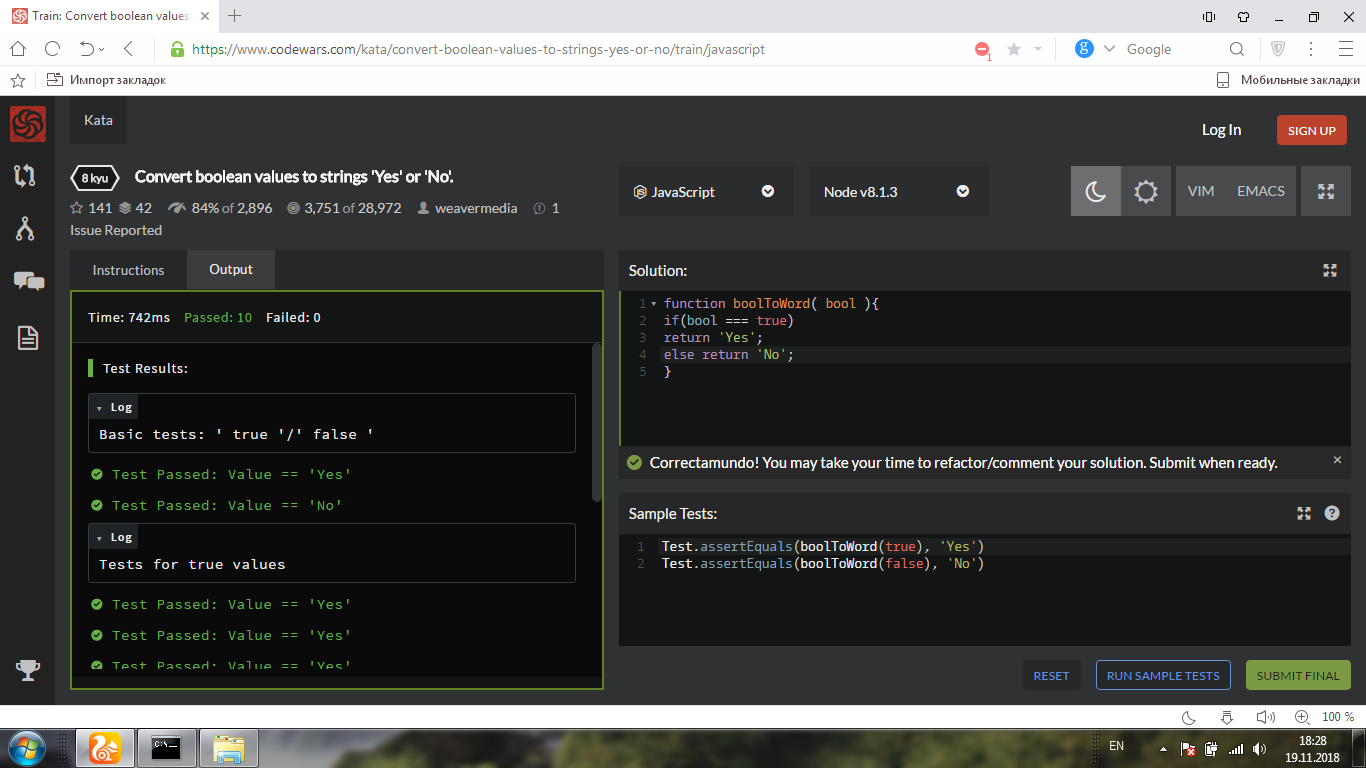 Train: Convert boolean values
https://www.codewars.com/kata/convert-boolean-values-to-strings-yes-or-no/train/javascript
1
g
Google
Импорт закладок
Мобильные закладки
Kata
Log In
SIGN UP
8 kyu
Convert boolean values to strings 'Yes' or 'No'.
141 42 84% of 2,896 3,751 of 28,972 weavermedia 1
Issue Reported
JavaScript
Node v8.1.3
VIM
EMACS
Instructions
Output
Time: 742ms Passed: 10 Failed: 0
Test Results:
Log
Basic tests: ' true '/' false '
Test Passed: Value == 'Yes'
Test Passed: Value == 'No'
Log
Tests for true values
Test Passed: Value == 'Yes'
Test Passed: Value == 'Yes'
Test Passed: Value == 'Yes'
Solution:
1 function boolToWord( bool ){
2 if(bool === true)
3 return 'Yes';
4 else return 'No';
5 }
Correctamundo! You may take your time to refactor/comment your solution. Submit when ready.
Sample Tests:
1 Test.assertEquals(boolToWord(true), 'Yes')
2 Test.assertEquals(boolToWord(false), 'No')
RESET
RUN SAMPLE TESTS
SUBMIT FINAL
100 %
C:\
EN
18:28
19.11.2018